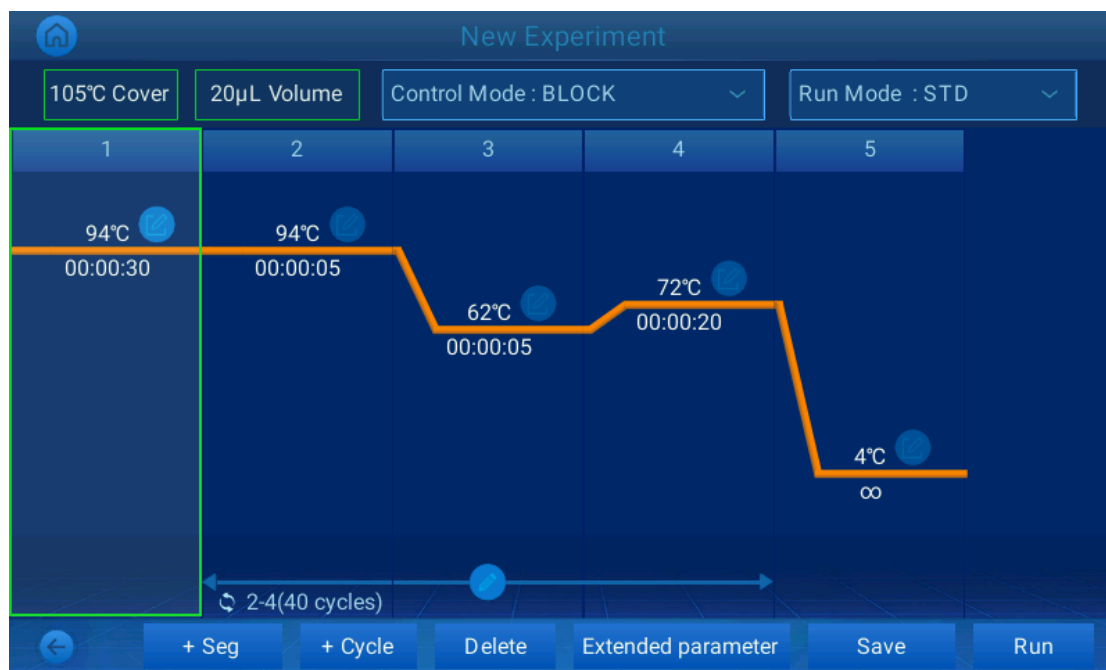 New Experiment
105℃ Cover
20μL Volume
Control Mode : BLOCK
Run Mode : STD
1
2
3
4
5
94℃
00:00:30
94℃
00:00:05
62℃
00:00:05
72℃
00:00:20
4℃
∞
2-4(40 cycles)
+ Seg
+ Cycle
Delete
Extended parameter
Save
Run